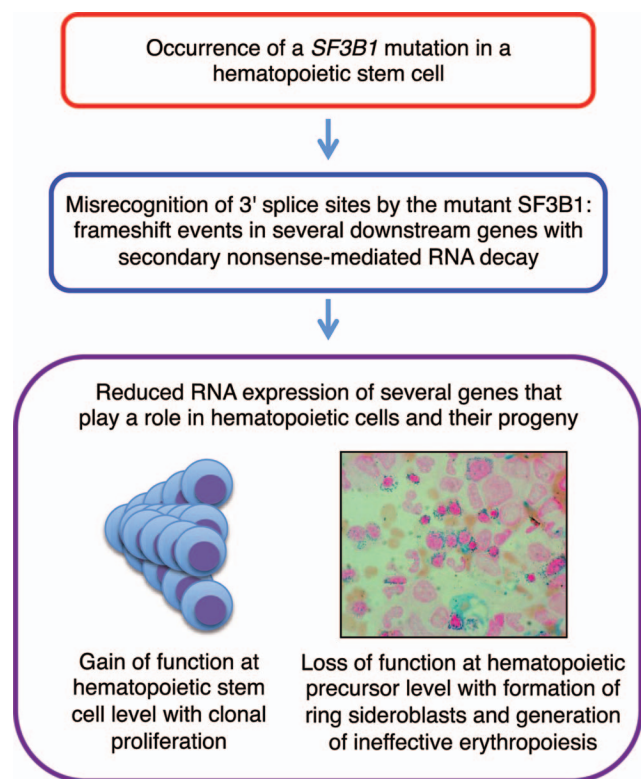 Occurrence of a SF3B1 mutation in a
hematopoietic stem cell
Misrecognition of 3' splice sites by the mutant SF3B1:
frameshift events in several downstream genes with
secondary nonsense-mediated RNA decay
Reduced RNA expression of several genes that
play a role in hematopoietic cells and their progeny
Gain of function at
hematopoietic stem
cell level with clonal
proliferation
Loss of function at hematopoietic
precursor level with formation of
ring sideroblasts and generation
of ineffective erythropoiesis